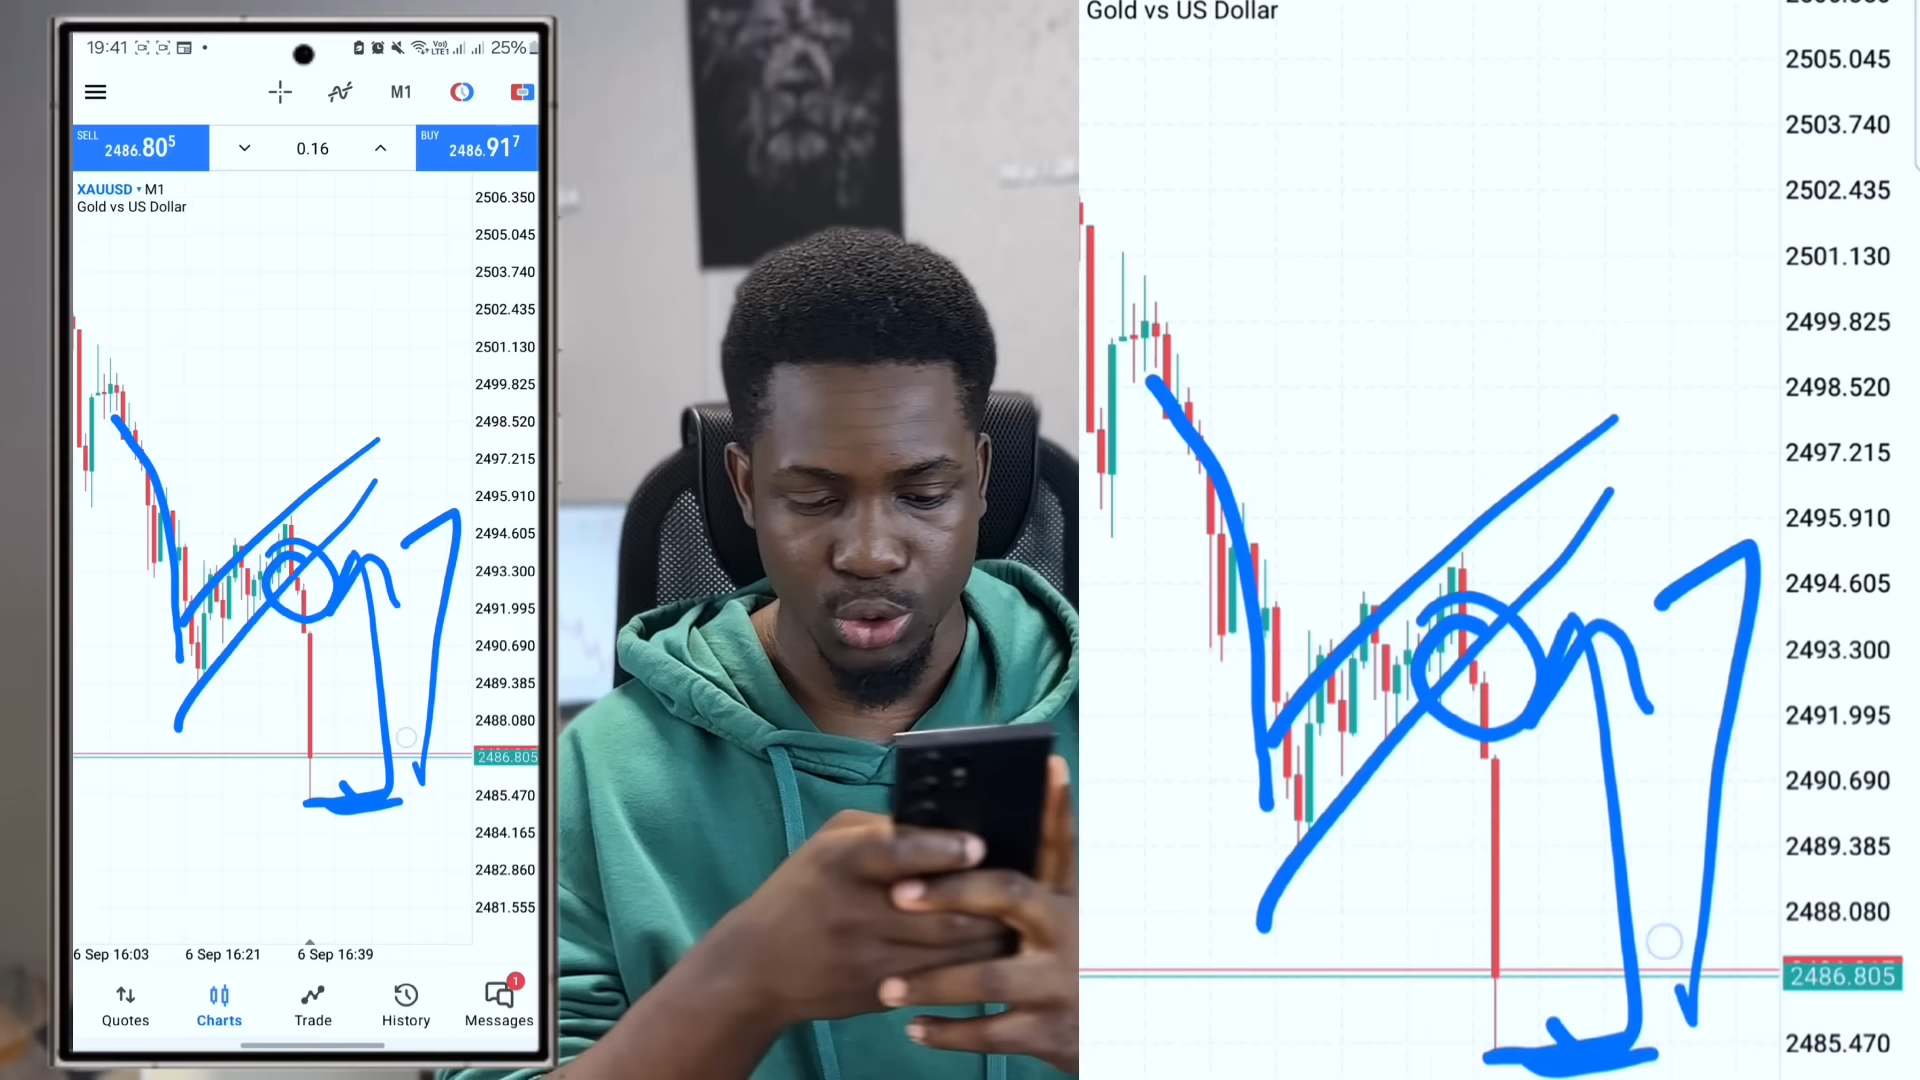 19:41
Vo)
LTE1
25%
M1
SELL
2486.805
0.16
BUY
2486.917
XAUUSD M1
Gold vs US Dollar
2506.350
2505.045
2503.740
2502.435
2501.130
2499.825
2498.520
2497.215
2495.910
2494.605
2493.300
2491.995
2490.690
2489.385
2488.080
2486.805
2485.470
2484.165
2482.860
2481.555
6 Sep 16:03
6 Sep 16:21
6 Sep 16:39
Quotes
Charts
Trade
History
1
Messages
Gold vs US Dollar
2505.045
2503.740
2502.435
2501.130
2499.825
2498.520
2497.215
2495.910
2494.605
2493.300
2491.995
2490.690
2489.385
2488.080
2486.805
2485.470